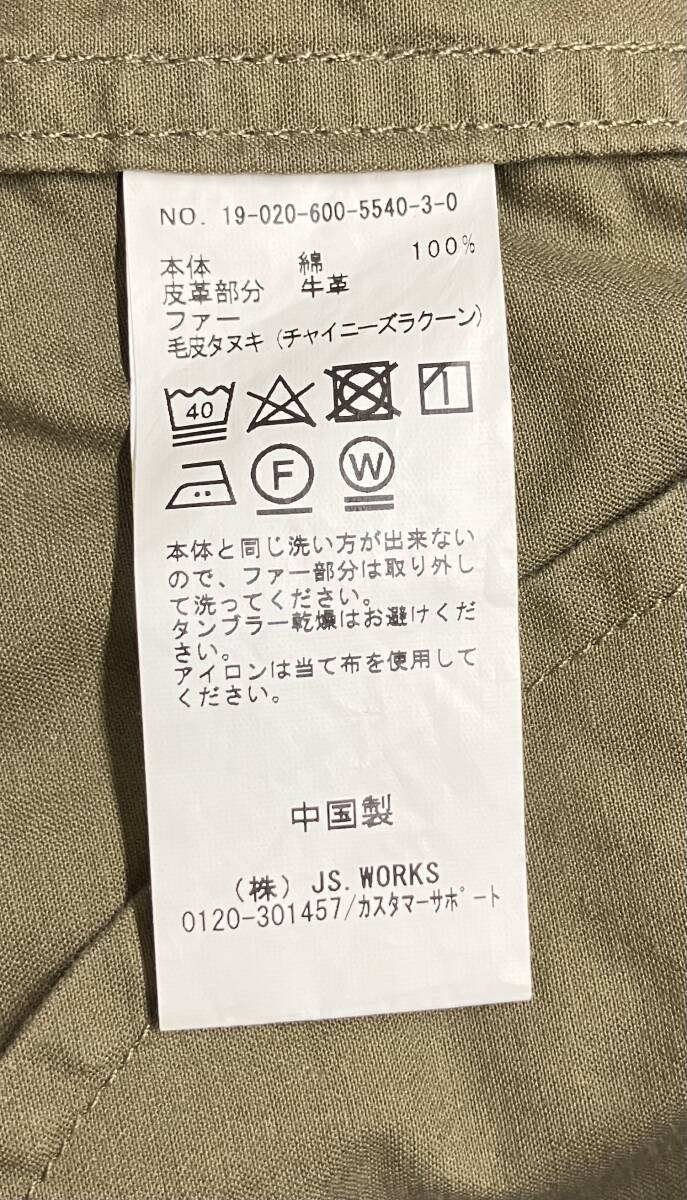 NO. 19-020-600-5540-3-0
本体 綿 100%
皮革部分 牛革
ファー
毛皮タヌキ(チャイニーズラクーン)
40
F W
本体と同じ洗い方が出来ない
ので、ファー部分は取り外し
て洗ってください。
タンブラー乾燥はお避けくだ
さい。
アイロンは当て布を使用して
ください。
中国製
(株) JS.WORKS
0120-301457/カスタマーサポート